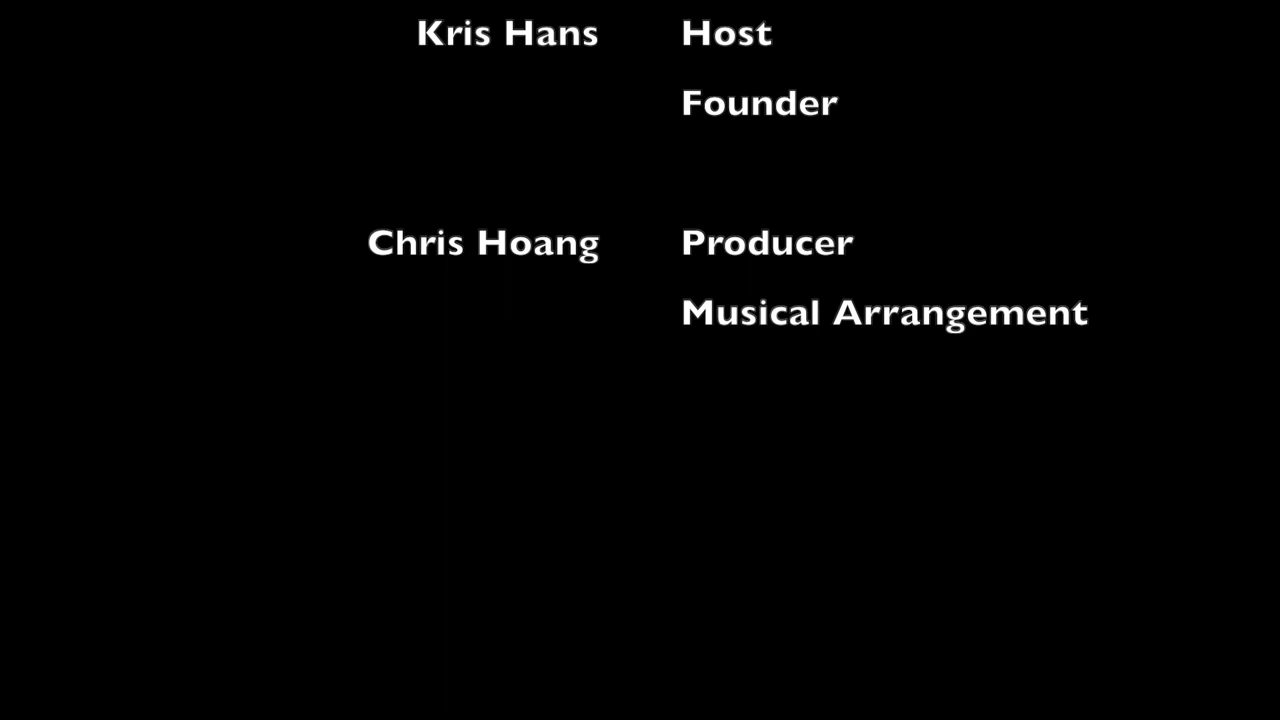 Kris Hans Host
Founder
Chris Hoang Producer
Musical Arrangement